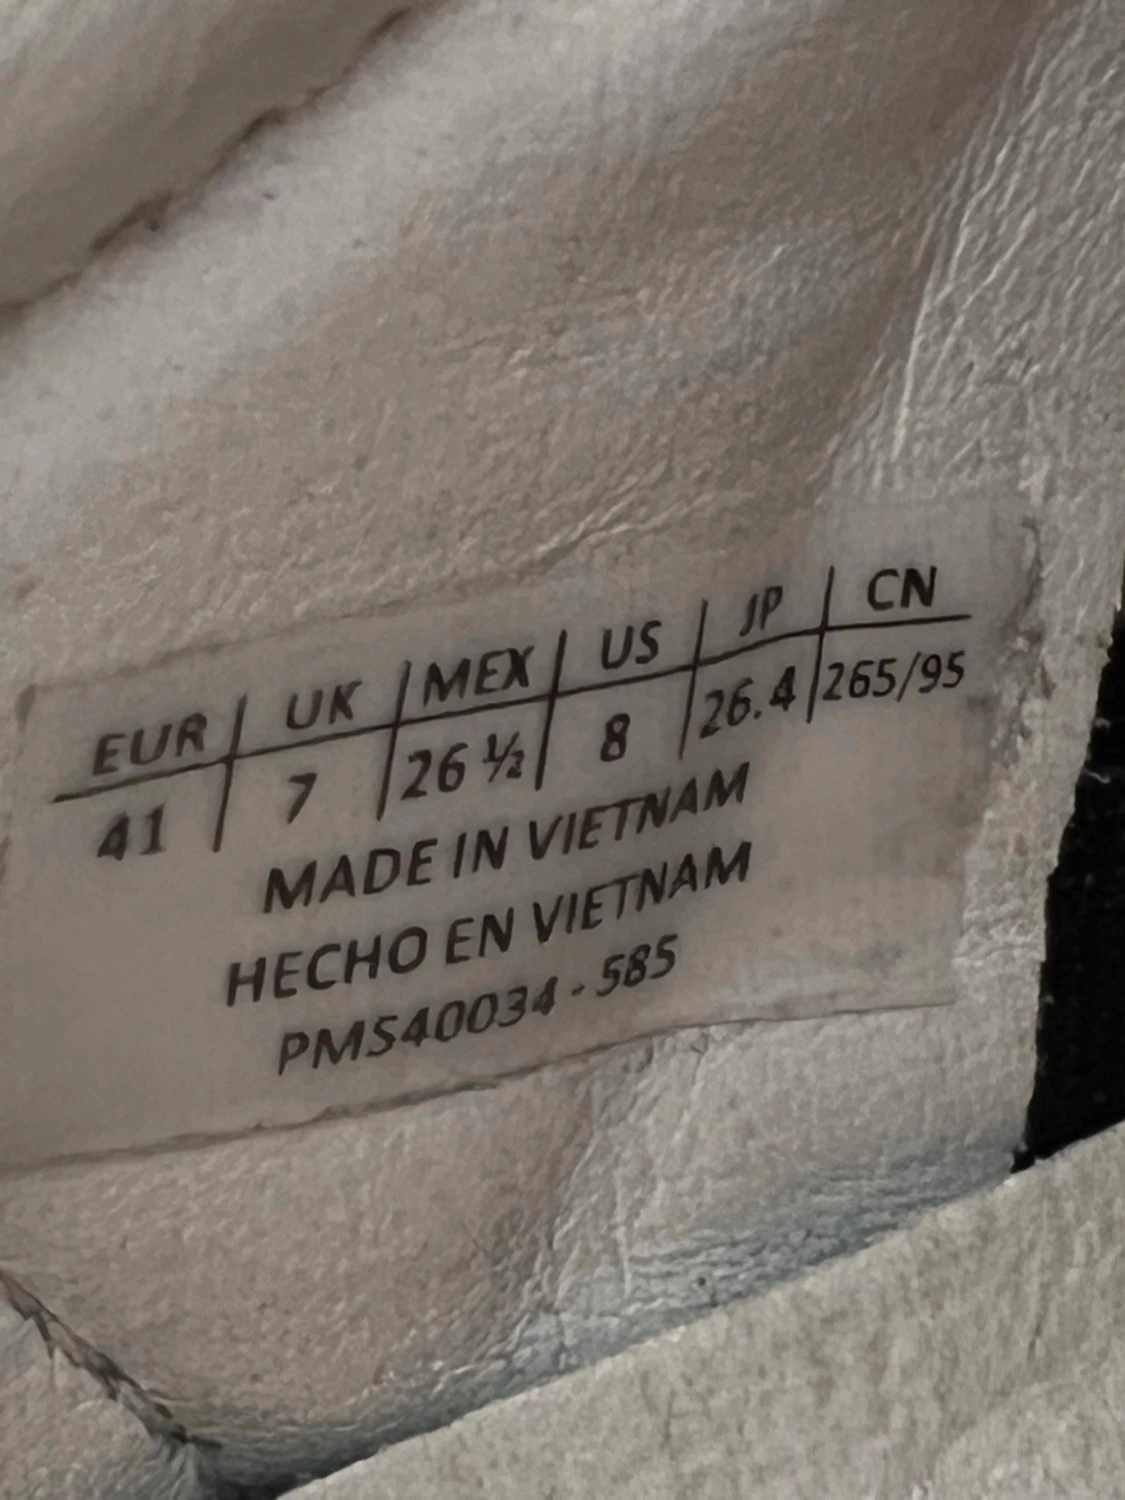 EUR UK MEX US JP CN
41 7 26 ½ 8 26.4 265/95
MADE IN VIETNAM
HECHO EN VIETNAM
PMS40034 - 585